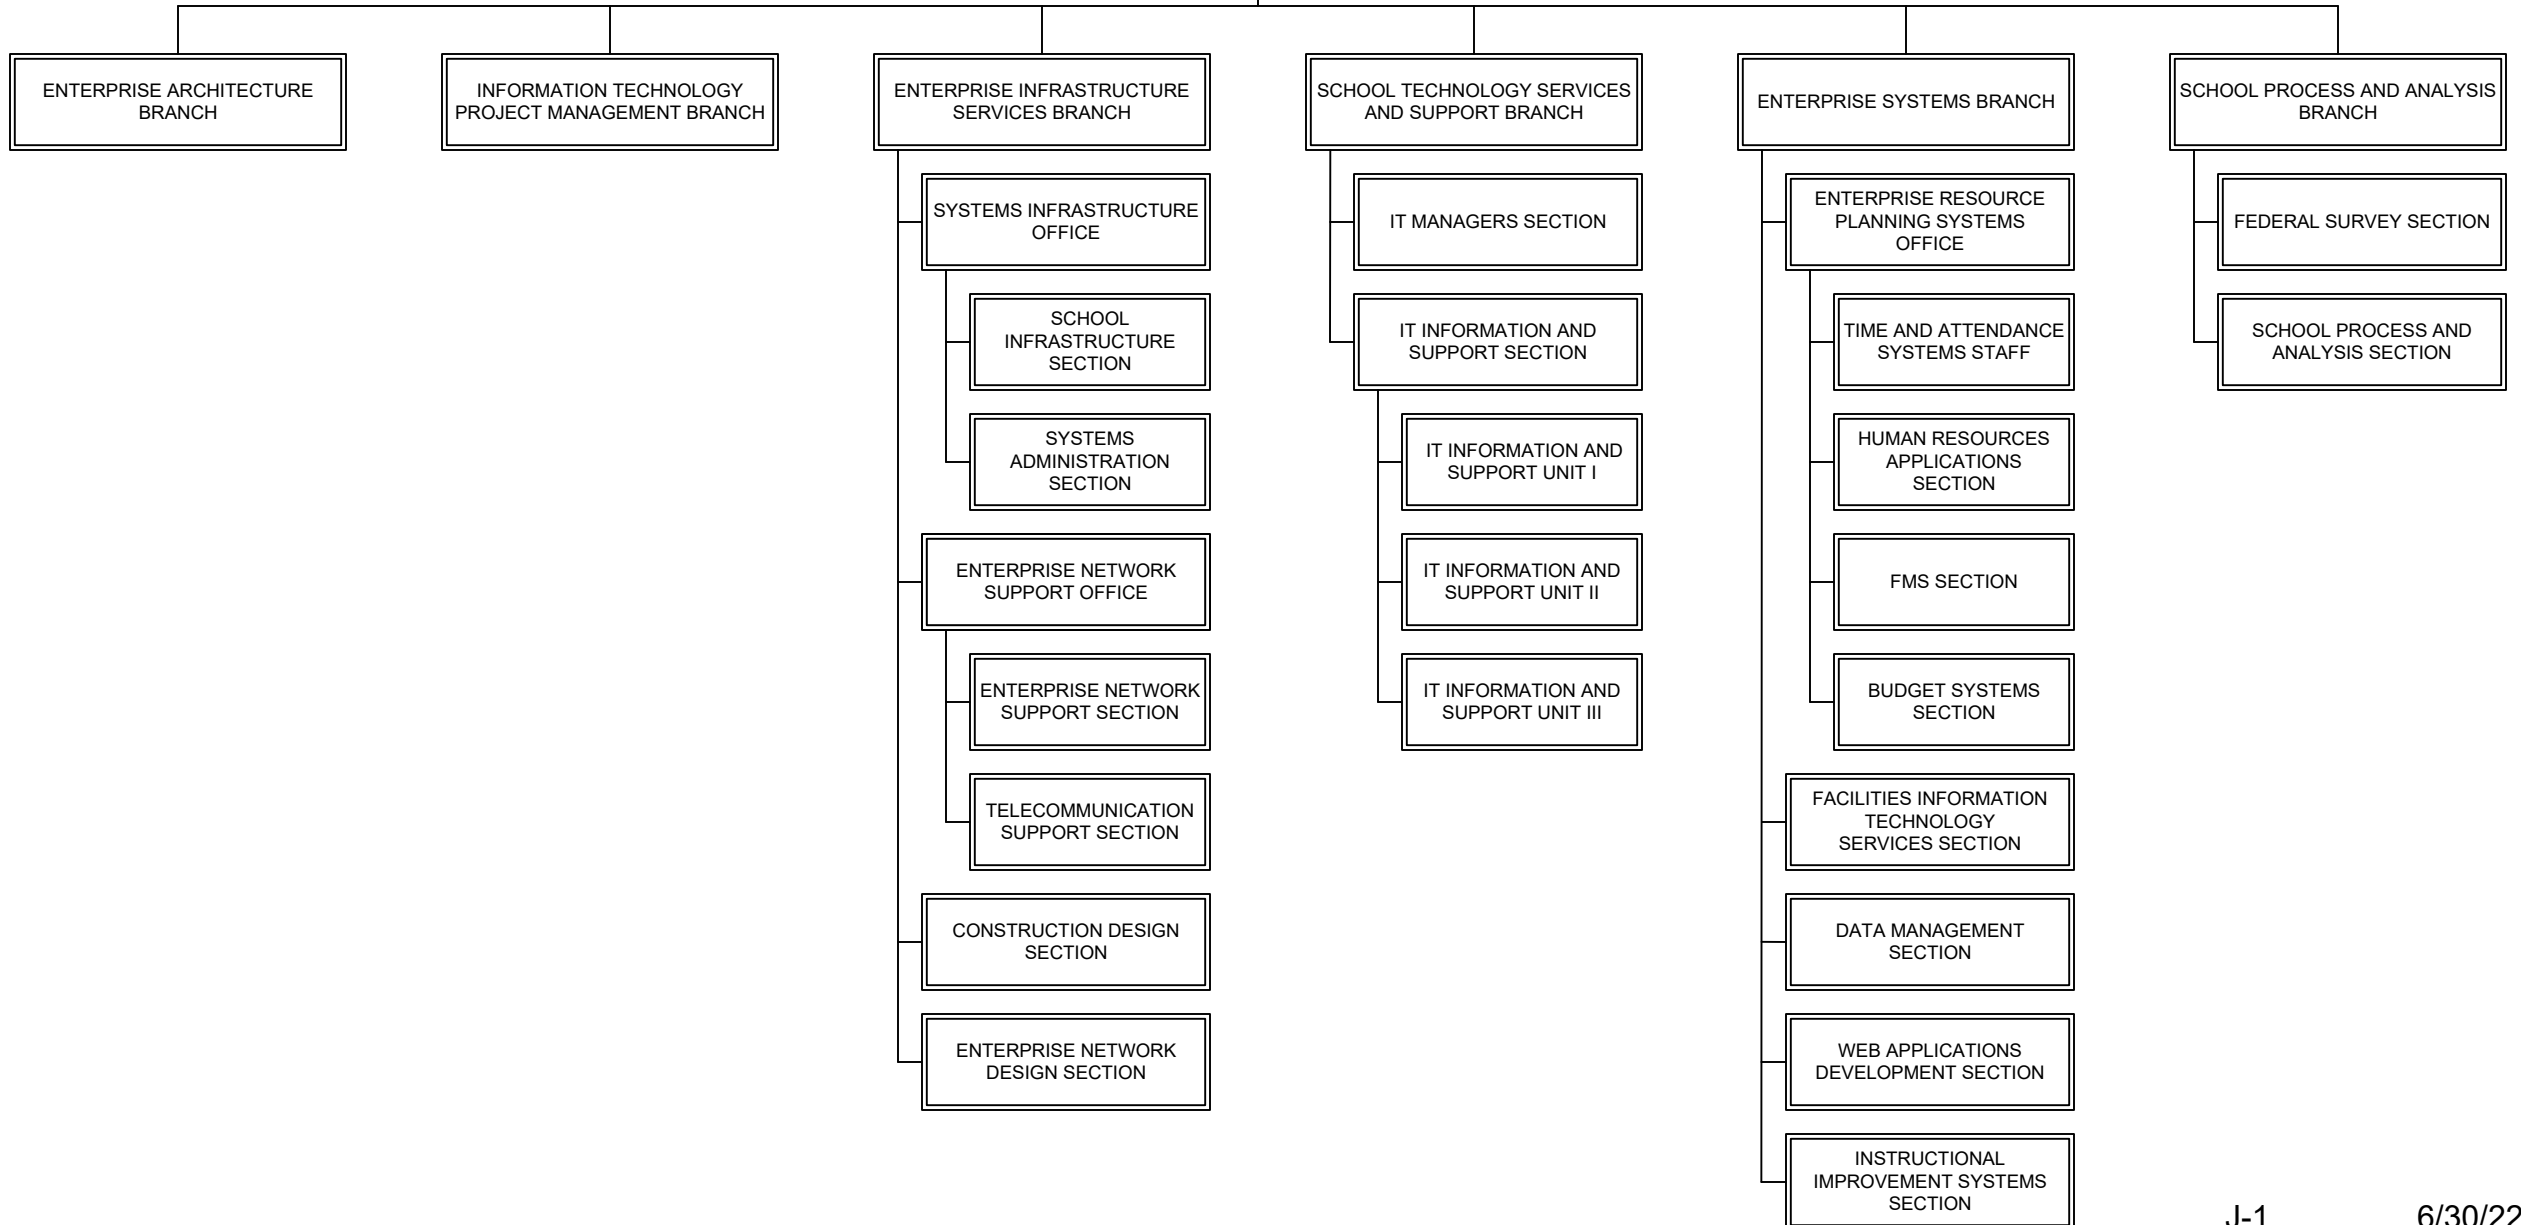 ENTERPRISE ARCHITECTURE
BRANCH
INFORMATION TECHNOLOGY
PROJECT MANAGEMENT BRANCH
ENTERPRISE INFRASTRUCTURE
SERVICES BRANCH
SYSTEMS INFRASTRUCTURE
OFFICE
SCHOOL
INFRASTRUCTURE
SECTION
SYSTEMS
ADMINISTRATION
SECTION
ENTERPRISE NETWORK
SUPPORT OFFICE
ENTERPRISE NETWORK
SUPPORT SECTION
TELECOMMUNICATION
SUPPORT SECTION
CONSTRUCTION DESIGN
SECTION
ENTERPRISE NETWORK
DESIGN SECTION
SCHOOL TECHNOLOGY SERVICES
AND SUPPORT BRANCH
IT MANAGERS SECTION
IT INFORMATION AND
SUPPORT SECTION
IT INFORMATION AND
SUPPORT UNIT I
IT INFORMATION AND
SUPPORT UNIT II
IT INFORMATION AND
SUPPORT UNIT III
ENTERPRISE SYSTEMS BRANCH
ENTERPRISE RESOURCE
PLANNING SYSTEMS
OFFICE
TIME AND ATTENDANCE
SYSTEMS STAFF
HUMAN RESOURCES
APPLICATIONS
SECTION
FMS SECTION
BUDGET SYSTEMS
SECTION
FACILITIES INFORMATION
TECHNOLOGY
SERVICES SECTION
DATA MANAGEMENT
SECTION
WEB APPLICATIONS
DEVELOPMENT SECTION
INSTRUCTIONAL
IMPROVEMENT SYSTEMS
SECTION
SCHOOL PROCESS AND ANALYSIS
BRANCH
FEDERAL SURVEY SECTION
SCHOOL PROCESS AND
ANALYSIS SECTION
J-1 6/30/22